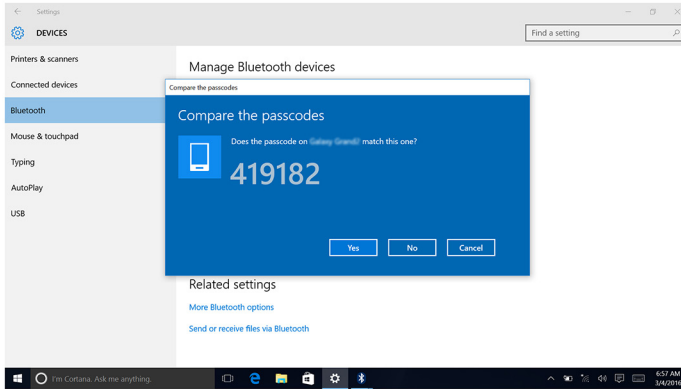 Settings
DEVICES
Find a setting
Printers & scanners
Connected devices
Bluetooth
Mouse & touchpad
Typing
AutoPlay
USB
Manage Bluetooth devices
Compare the passcodes
Compare the passcodes
Does the passcode on Galaxy Grand2 match this one?
419182
Yes No Cancel
Related settings
More Bluetooth options
Send or receive files via Bluetooth
I'm Cortana. Ask me anything.
6:57 AM
3/4/2016